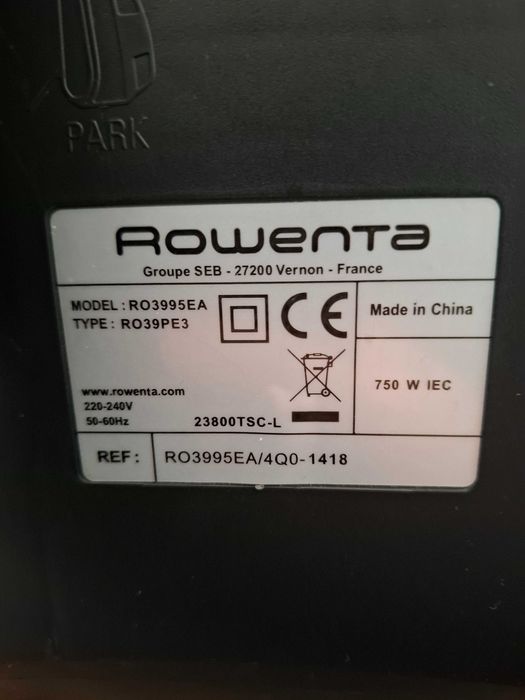 PARK
Rowenta
Groupe SEB - 27200 Vernon - France
MODEL : RO3995EA
TYPE : RO39PE3
CE
Made in China
www.rowenta.com
220-240V
50-60Hz
23800TSC-L
750 W IEC
REF : RO3995EA/4Q0-1418